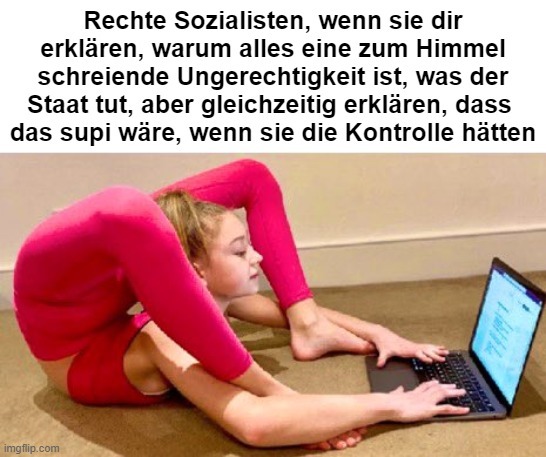 Rechte Sozialisten, wenn sie dir
erklären, warum alles eine zum Himmel
schreiende Ungerechtigkeit ist, was der
Staat tut, aber gleichzeitig erklären, dass
das supi wäre, wenn sie die Kontrolle hätten
imgflip.com